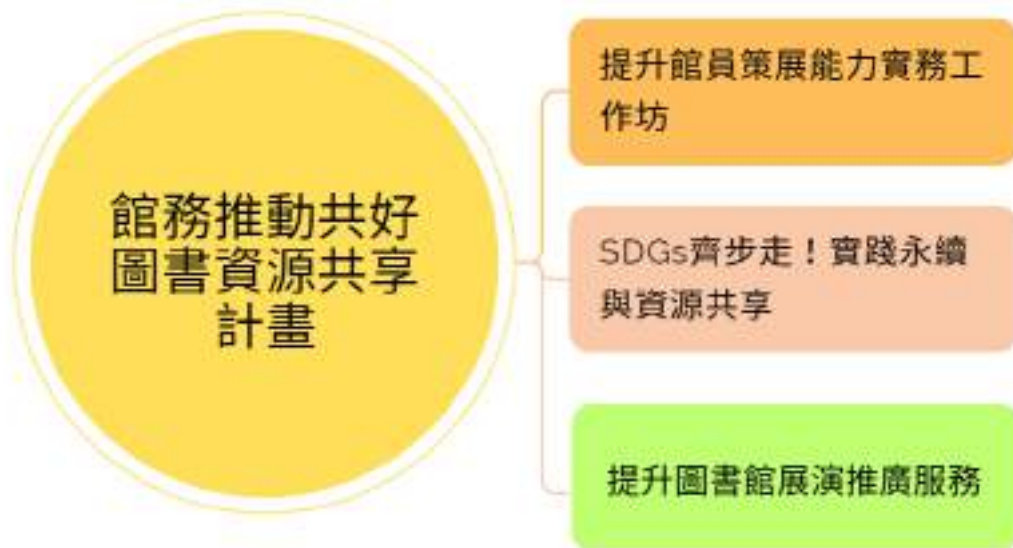 館務推動共好
圖書資源共享
計畫
提升館員策展能力實務工
作坊
SDGs齊步走！實踐永續
與資源共享
提升圖書館展演推廣服務